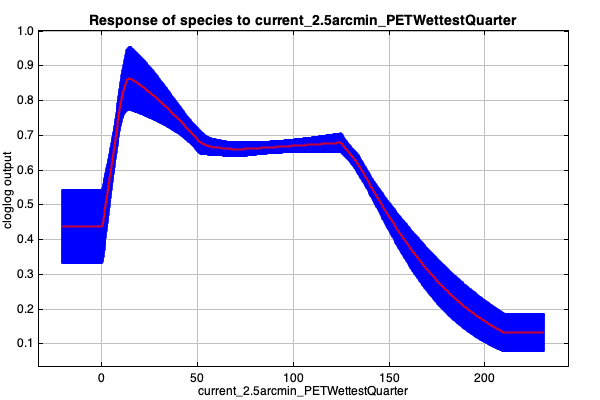 Response of species to current_2.5arcmin_PETWettestQuarter
1.0
0.9
0.8
0.7
0.6
0.5
0.4
0.3
0.2
0.1
cloglog output
0 50 100 150 200
current_2.5arcmin_PETWettestQuarter